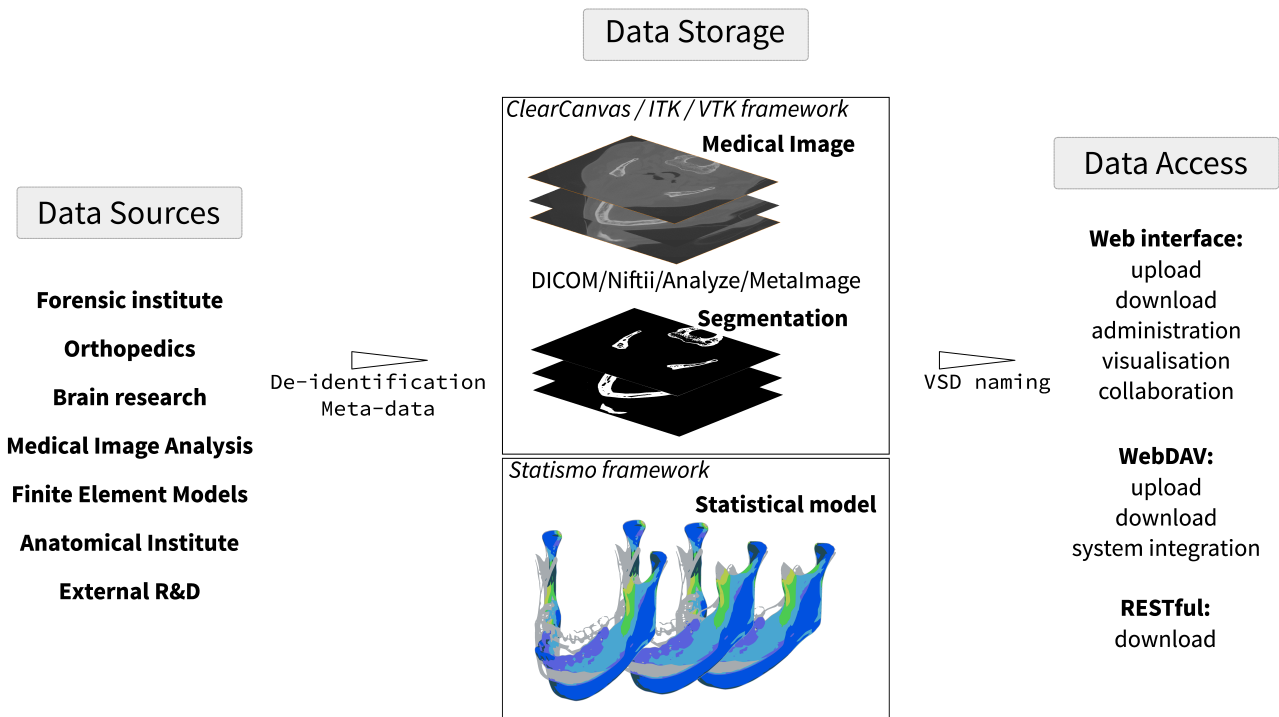 Data Storage
Data Sources
Forensic institute
Orthopedics
Brain research
Medical Image Analysis
Finite Element Models
Anatomical Institute
External R&D
De-identification
Meta-data
ClearCanvas / ITK / VTK framework
Medical Image
DICOM/Niftii/Analyze/MetaImage
Segmentation
Statismo framework
Statistical model
VSD naming
Data Access
Web interface:
upload
download
administration
visualisation
collaboration
WebDAV:
upload
download
system integration
RESTful:
download